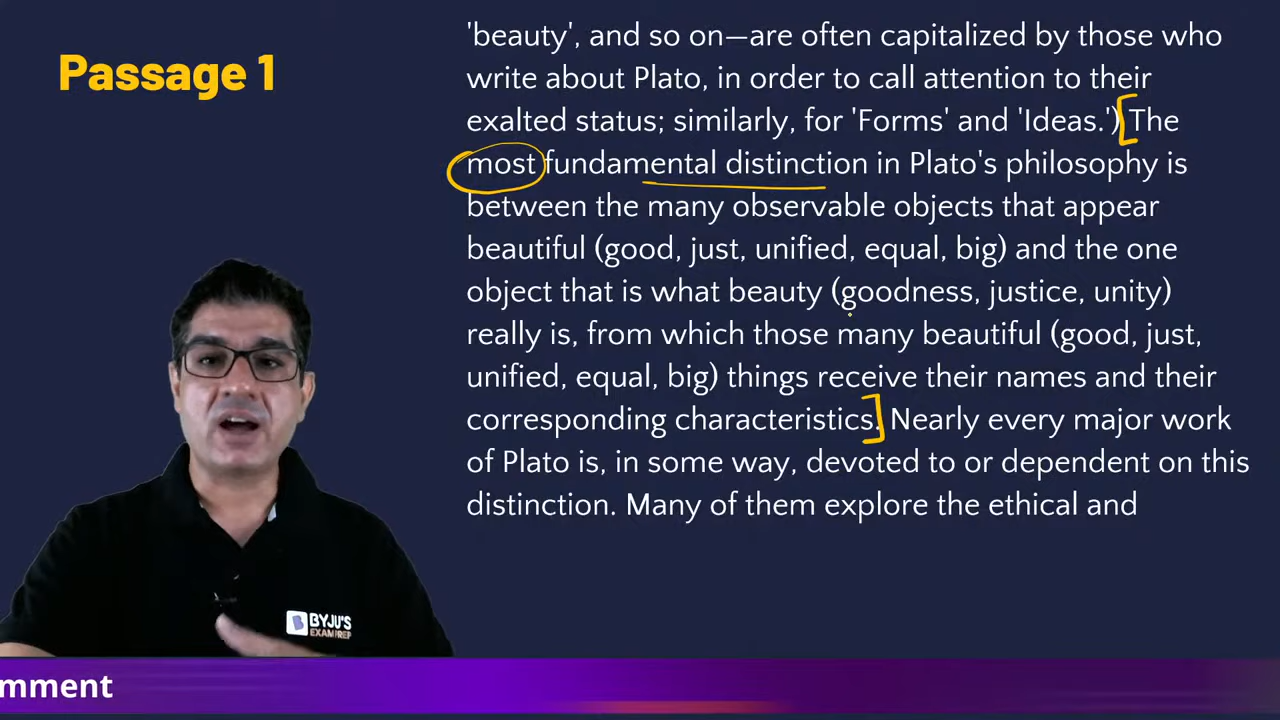 Passage 1
'beauty', and so on—are often capitalized by those who
write about Plato, in order to call attention to their
exalted status; similarly, for 'Forms' and 'Ideas.') The
most fundamental distinction in Plato's philosophy is
between the many observable objects that appear
beautiful (good, just, unified, equal, big) and the one
object that is what beauty (goodness, justice, unity)
really is, from which those many beautiful (good, just,
unified, equal, big) things receive their names and their
corresponding characteristics. Nearly every major work
of Plato is, in some way, devoted to or dependent on this
distinction. Many of them explore the ethical and
BYJU'S
EXAM PREP
mment